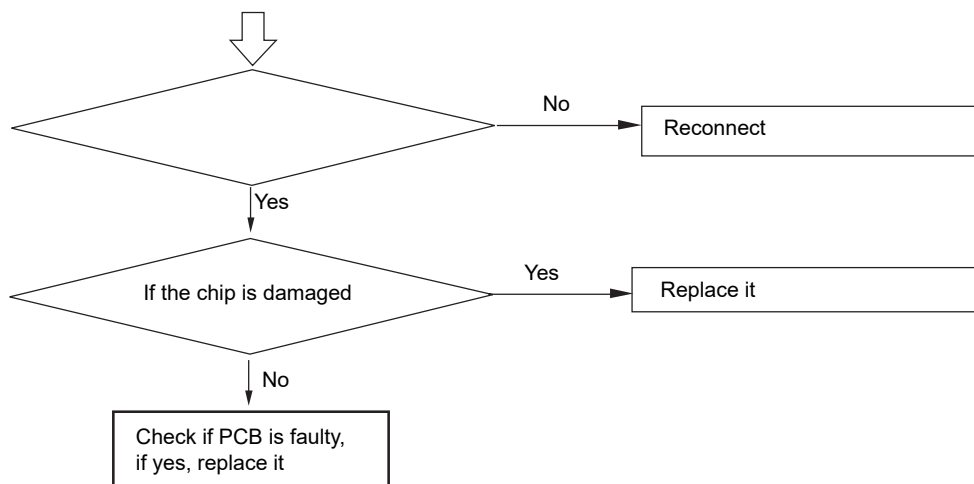 No
Reconnect
Yes
If the chip is damaged
Yes
Replace it
No
Check if PCB is faulty,
if yes, replace it